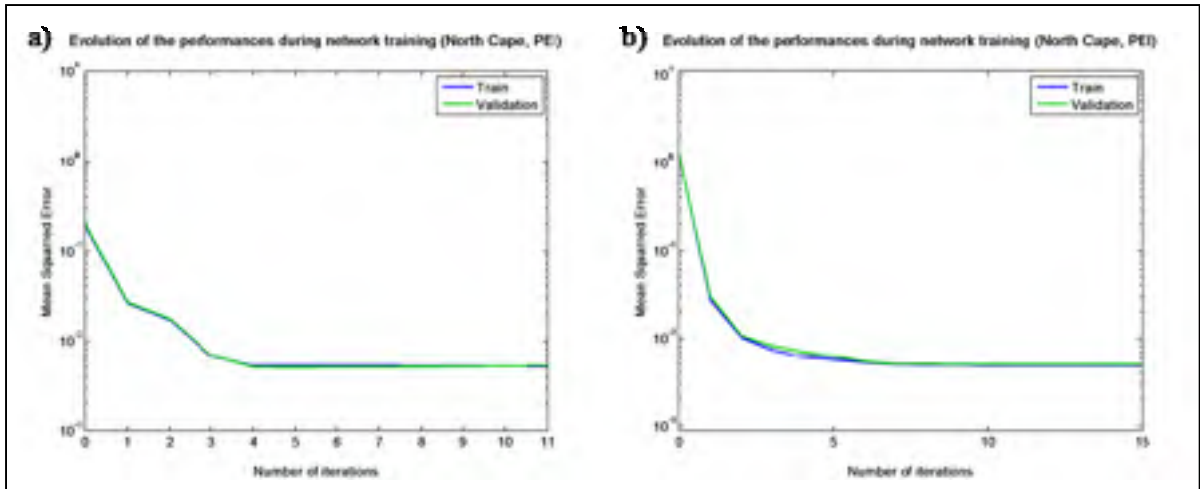 a) Evolution of the performances during network training (North Cape, PEI)
Train
Validation
Mean Squared Error
10⁰
0 1 2 3 4 5 6 7 8 9 10 11
Number of iterations
b) Evolution of the performances during network training (North Cape, PEI)
Train
Validation
Mean Squared Error
10⁰
0 5 10 15
Number of iterations